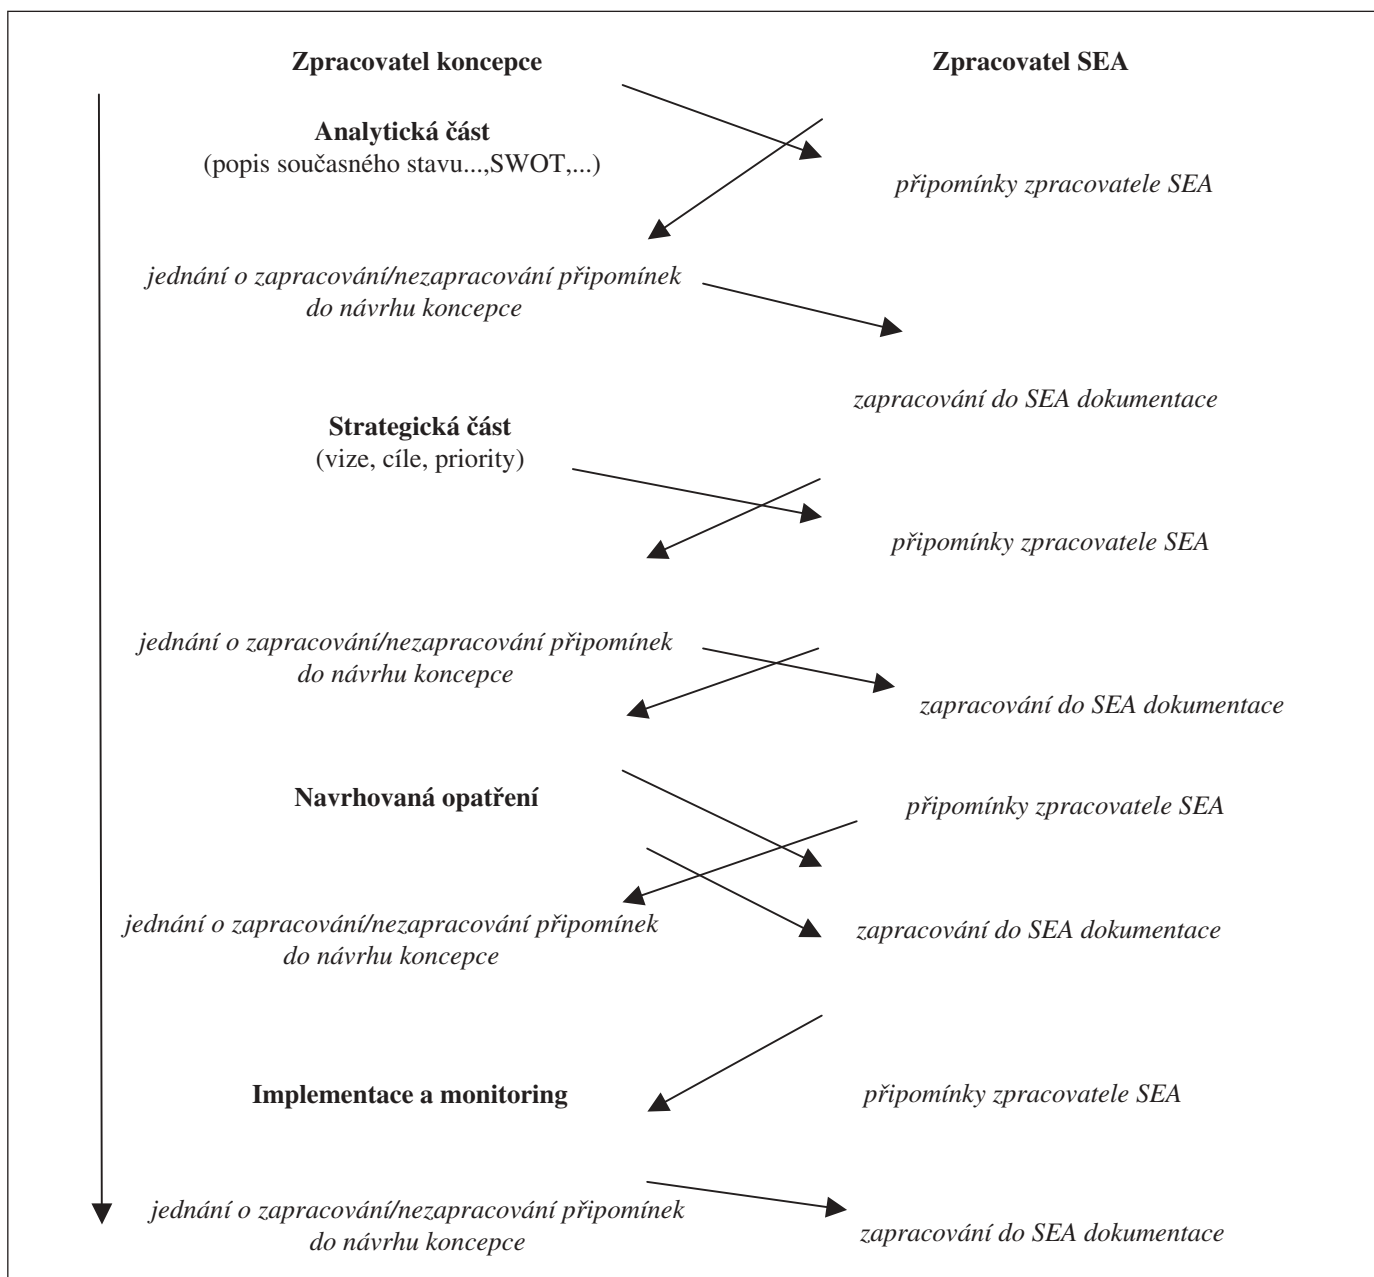 Zpracovatel koncepce
Zpracovatel SEA
Analytická část
(popis současného stavu...,SWOT,...)
připomínky zpracovatele SEA
jednání o zapracování/nezapracování připomínek
do návrhu koncepce
zapracování do SEA dokumentace
Strategická část
(vize, cíle, priority)
připomínky zpracovatele SEA
jednání o zapracování/nezapracování připomínek
do návrhu koncepce
zapracování do SEA dokumentace
Navrhovaná opatření
připomínky zpracovatele SEA
jednání o zapracování/nezapracování připomínek
do návrhu koncepce
zapracování do SEA dokumentace
Implementace a monitoring
připomínky zpracovatele SEA
jednání o zapracování/nezapracování připomínek
do návrhu koncepce
zapracování do SEA dokumentace